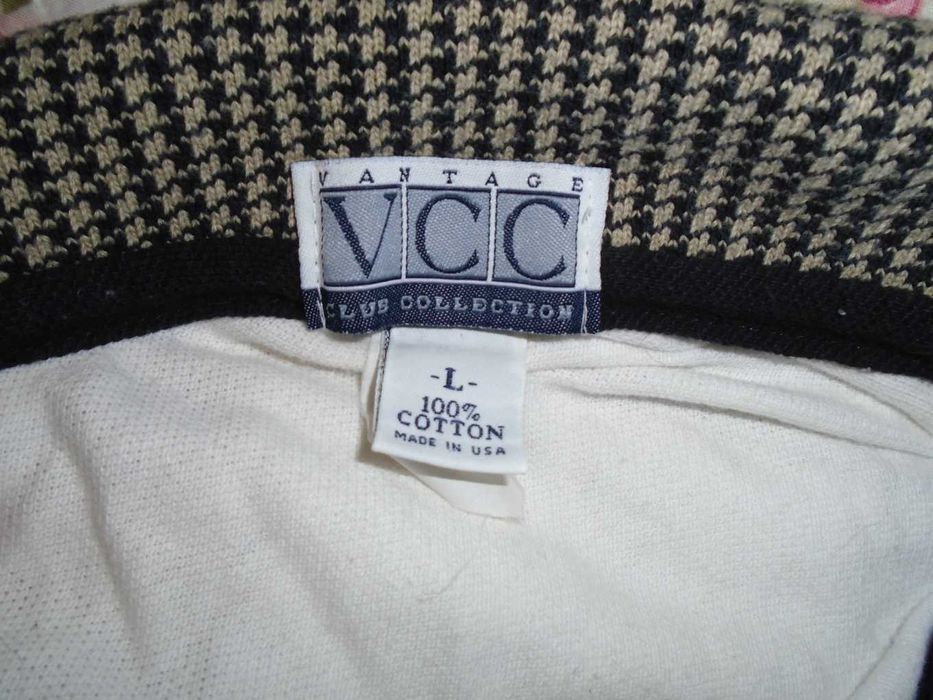 VANTAGE
VCC
CLUB COLLECTION
-L-
100%
COTTON
MADE IN USA